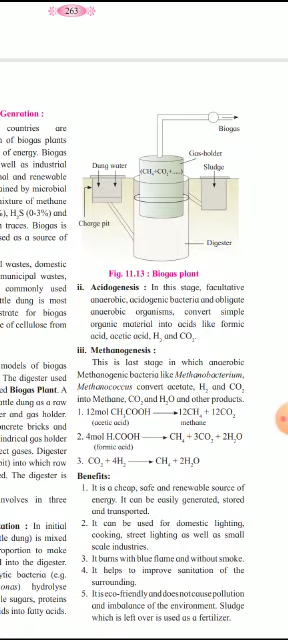 263
Genration :
countries are
n of biogas plants
of energy. Biogas
well as industrial
nal and renewable
ained by microbial
mixture of methane
%), H₂S (0-3%) and
n traces. Biogas is
sed as a source of
l wastes, domestic
municipal wastes,
commonly used
ttle dung is most
strate for biogas
e of cellulose from
models of biogas
The digester used
ed Biogas Plant. A
attle dung as a raw
er and gas holder.
oncrete bricks and
lindrical gas holder
ect gases. Digester
pit) into which raw
ed. The digester is
nvolves in three
ation : In initial
tle dung) is mixed
roportion to make
l into the digester.
ytic bacteria (e.g.
onas) hydrolyse
le sugars, proteins
ids into fatty acids.
Biogas
Gas-holder
Dung water
(CH₄+CO₂+.....)
Sludge
Charge pit
Digester
Fig. 11.13 : Biogas plant
ii. Acidogenesis : In this stage, facultative
anaerobic, acidogenic bacteria and obligate
anaerobic organisms, convert simple
organic material into acids like formic
acid, acetic acid, H₂ and CO₂.
iii. Methanogenesis :
This is last stage in which anaerobic
Methanogenic bacteria like Methanobacterium,
Methanococcus convert acetate, H₂ and CO₂
into Methane, CO₂ and H₂O and other products.
1. 12mol CH₃COOH ⟶ 12CH₄ + 12CO₂
(acetic acid) methane
2. 4mol H.COOH ⟶ CH₄ + 3CO₂ + 2H₂O
(formic acid)
3. CO₂ + 4H₂ ⟶ CH₄ + 2H₂O
Benefits:
1. It is a cheap, safe and renewable source of
energy. It can be easily generated, stored
and transported.
2. It can be used for domestic lighting,
cooking, street lighting as well as small
scale industries.
3. It burns with blue flame and without smoke.
4. It helps to improve sanitation of the
surrounding.
5. It is eco-friendly and does not cause pollution
and imbalance of the environment. Sludge
which is left over is used as a fertilizer.